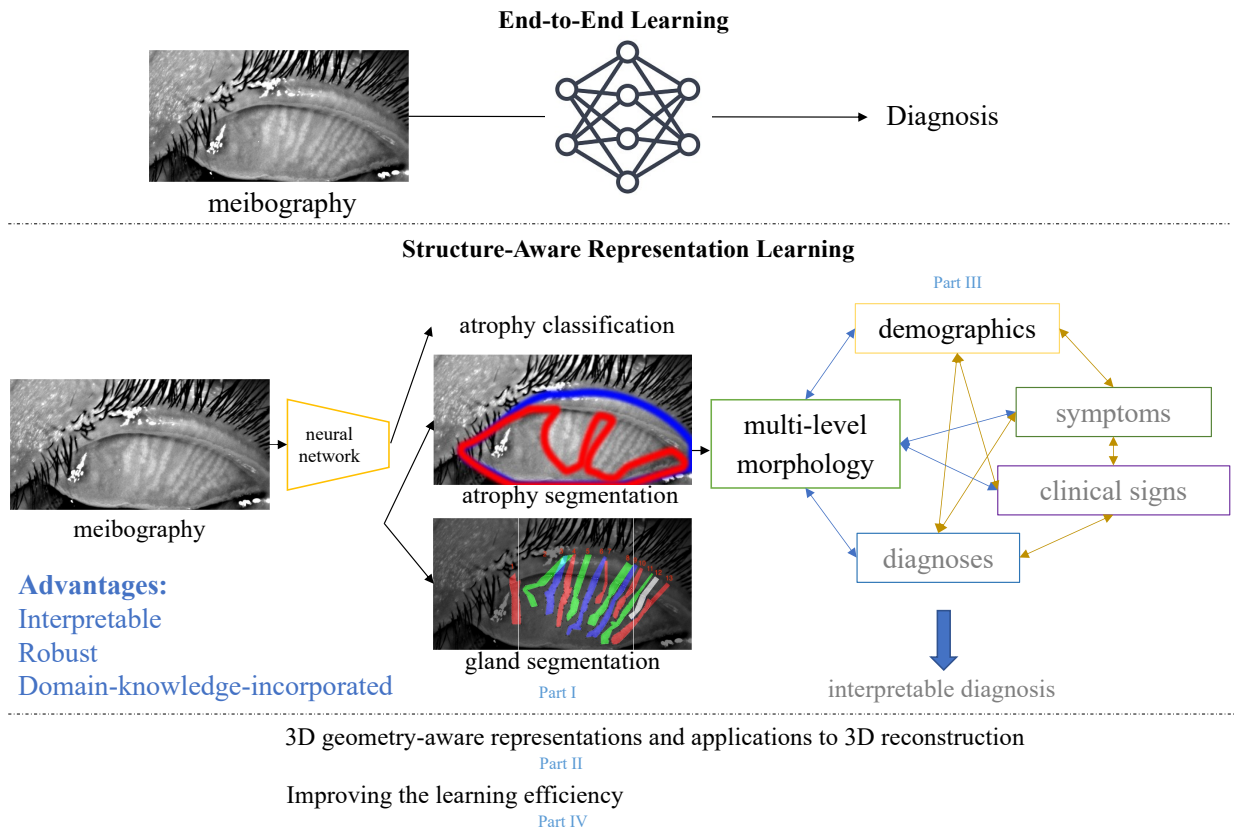 End-to-End Learning
Diagnosis
meibography
Structure-Aware Representation Learning
Part III
atrophy classification
demographics
symptoms
neural
network
multi-level
morphology
clinical signs
atrophy segmentation
meibography
diagnoses
Advantages:
Interpretable
Robust
Domain-knowledge-incorporated
gland segmentation
Part I
interpretable diagnosis
3D geometry-aware representations and applications to 3D reconstruction
Part II
Improving the learning efficiency
Part IV